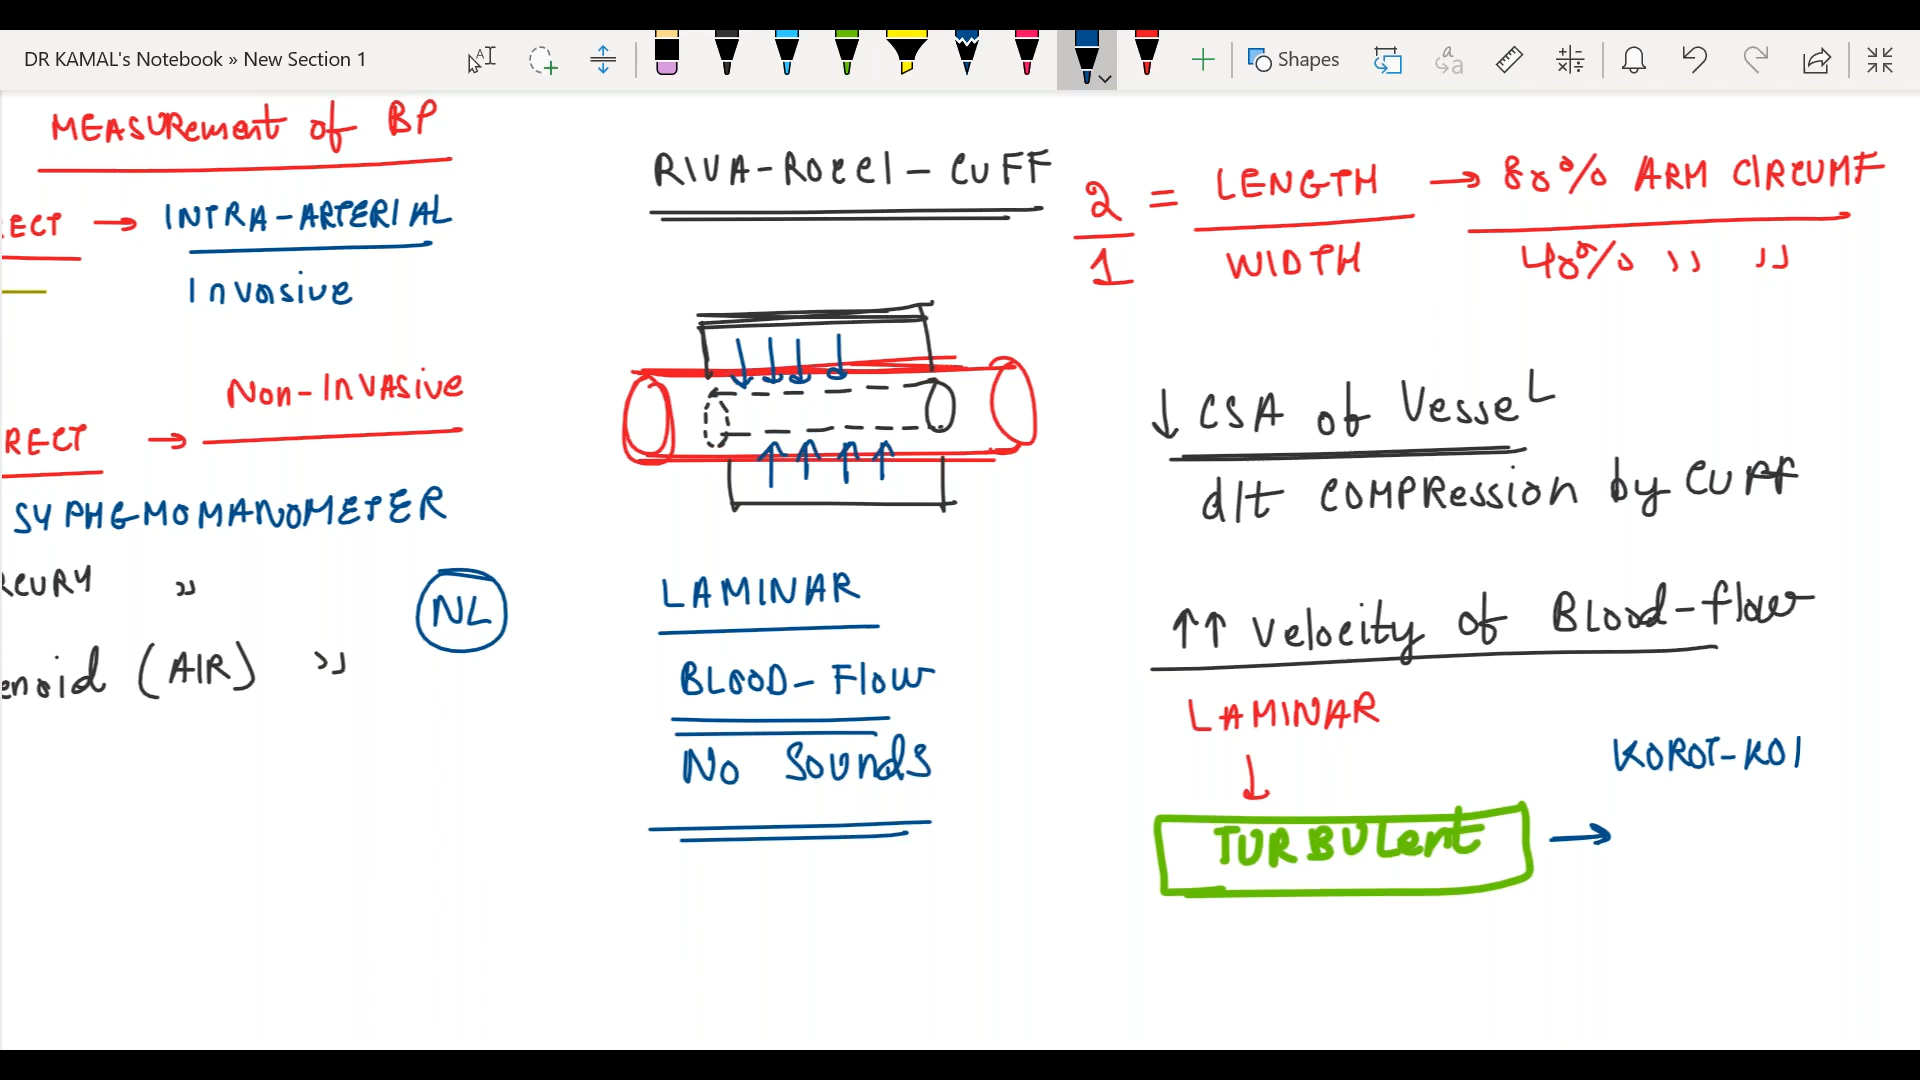 DR KAMAL's Notebook » New Section 1
Shapes
MEASURement of BP
ECT → INTRA-ARTERIAL
Invasive
Non-INVASive
RECT →
SYPHGMOMANOMETER
RCURY "
enoid (AIR) "
NL
RIVA-Rocci-CUFF
LAMINAR
BLOOD-Flow
No Sounds
2/1 = LENGTH/WIDTH → 80% ARM CIRCUMF
40% " "
↓ CSA of Vessel
d/t COMPRession by CUFF
↑↑ Velocity of Blood-flow
LAMINAR
↓
TURBULent →
KOROT-KOI